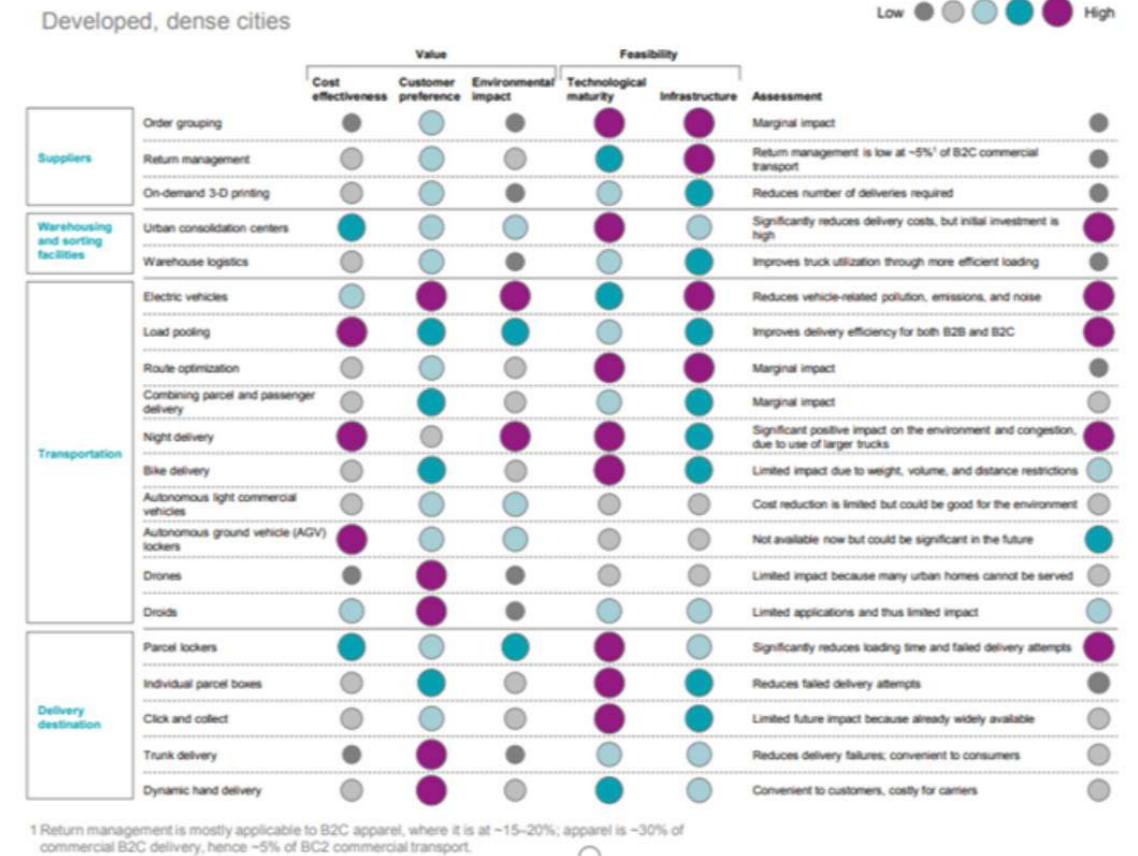 Developed, dense cities
Low
High
Value
Feasibility
Cost
effectiveness
Customer
preference
Environmental
impact
Technological
maturity
Infrastructure
Assessment
Suppliers
Order grouping
Marginal impact
Return management
Return management is low at ~5%¹ of B2C commercial
transport
On-demand 3-D printing
Reduces number of deliveries required
Warehousing
and sorting
facilities
Urban consolidation centers
Significantly reduces delivery costs, but initial investment is
high
Warehouse logistics
Improves truck utilization through more efficient loading
Transportation
Electric vehicles
Reduces vehicle-related pollution, emissions, and noise
Load pooling
Improves delivery efficiency for both B2B and B2C
Route optimization
Marginal impact
Combining parcel and passenger
delivery
Marginal impact
Night delivery
Significant positive impact on the environment and congestion,
due to use of larger trucks
Bike delivery
Limited impact due to weight, volume, and distance restrictions
Autonomous light commercial
vehicles
Cost reduction is limited but could be good for the environment
Autonomous ground vehicle (AGV)
lockers
Not available now but could be significant in the future
Drones
Limited impact because many urban homes cannot be served
Droids
Limited applications and thus limited impact
Delivery
destination
Parcel lockers
Significantly reduces loading time and failed delivery attempts
Individual parcel boxes
Reduces failed delivery attempts
Click and collect
Limited future impact because already widely available
Trunk delivery
Reduces delivery failures; convenient to consumers
Dynamic hand delivery
Convenient to customers, costly for carriers
1 Return management is mostly applicable to B2C apparel, where it is at ~15–20%; apparel is ~30% of
commercial B2C delivery, hence ~5% of BC2 commercial transport.